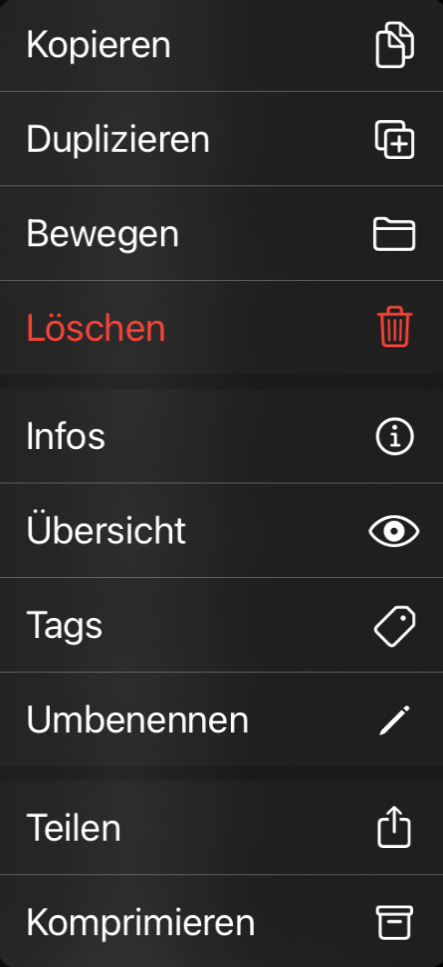 Kopieren
Duplizieren
Bewegen
Löschen
Infos
Übersicht
Tags
Umbenennen
Teilen
Komprimieren